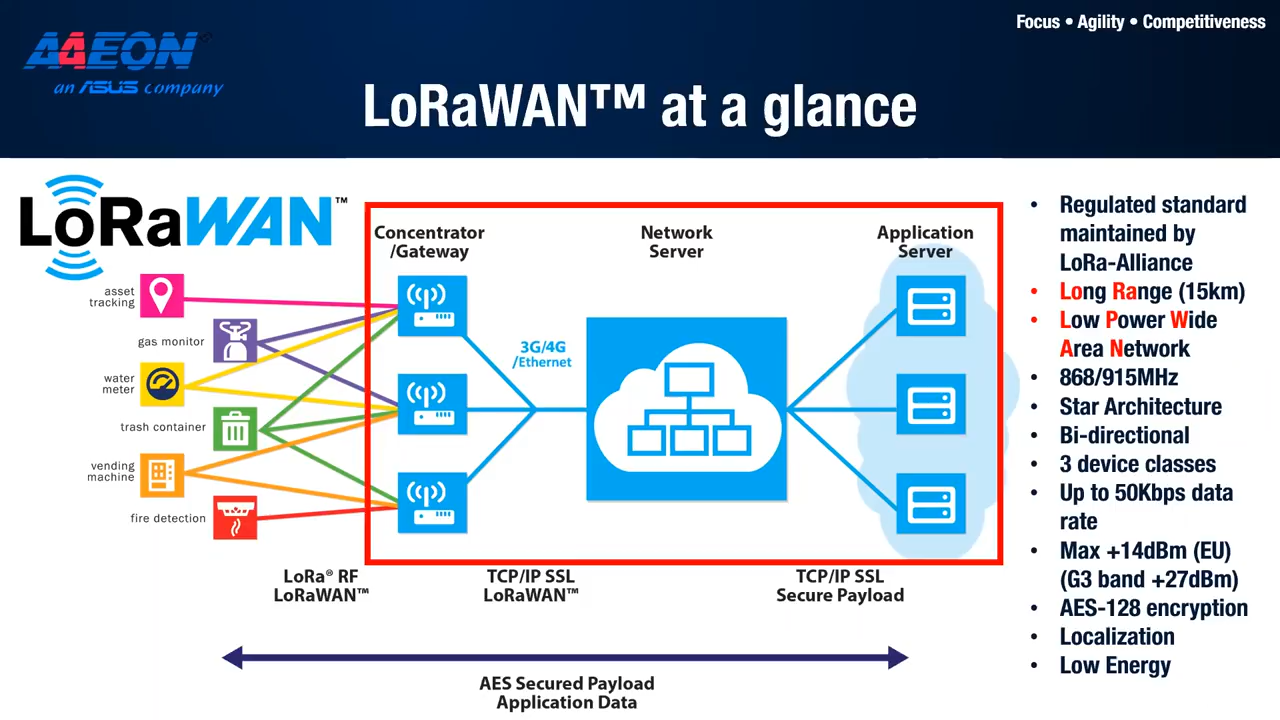 Focus • Agility • Competitiveness
AAEON
an ASUS company
LoRaWAN™ at a glance
LoRaWAN™
Concentrator
/Gateway
Network
Server
Application
Server
asset
tracking
gas monitor
water
meter
trash container
vending
machine
fire detection
3G/4G
/Ethernet
LoRa® RF
LoRaWAN™
TCP/IP SSL
LoRaWAN™
TCP/IP SSL
Secure Payload
AES Secured Payload
Application Data
• Regulated standard
maintained by
LoRa-Alliance
• Long Range (15km)
• Low Power Wide
Area Network
• 868/915MHz
• Star Architecture
• Bi-directional
• 3 device classes
• Up to 50Kbps data
rate
• Max +14dBm (EU)
(G3 band +27dBm)
• AES-128 encryption
• Localization
• Low Energy